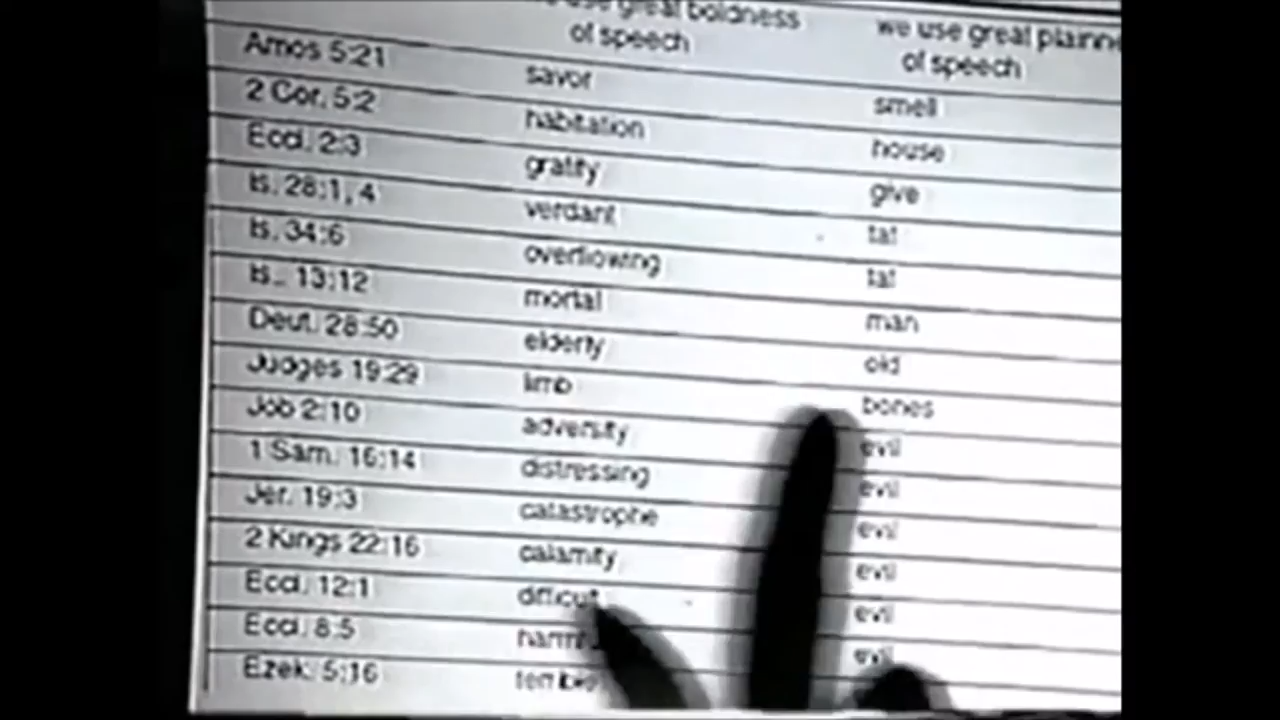 use great boldness we use great
of speech of speech
Amos 5:21 savor smell
2 Cor. 5:2 habitation house
Eccl. 2:3 gratify give
Is. 28:1, 4 verdant fat
Is. 34:6 overflowing fat
Is.. 13:12 mortal man
Deut. 28:50 elderly old
Judges 19:29 limb bones
Job 2:10 adversity evil
1 Sam. 16:14 distressing evil
Jer. 19:3 catastrophe evil
2 Kings 22:16 calamity evil
Eccl. 12:1 difficult evil
Eccl. 8:5 evil
Ezek. 5:16 terrible